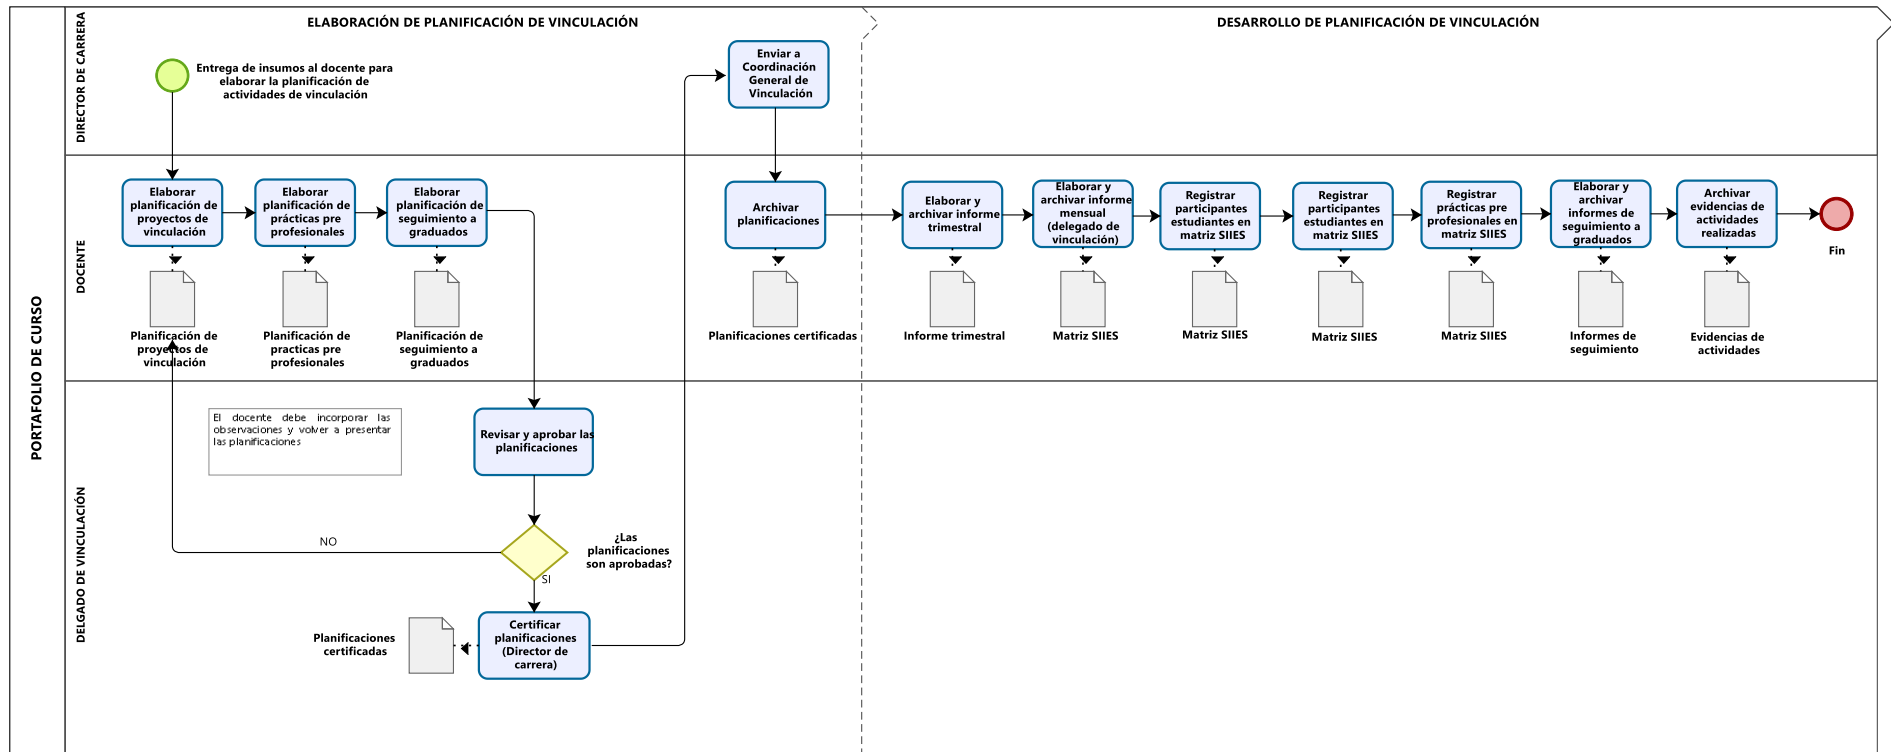 ELABORACIÓN DE PLANIFICACIÓN DE VINCULACIÓN
DESARROLLO DE PLANIFICACIÓN DE VINCULACIÓN
PORTAFOLIO DE CURSO
DIRECTOR DE CARRERA
Entrega de insumos al docente para
elaborar la planificación de
actividades de vinculación
Enviar a
Coordinación
General de
Vinculación
DOCENTE
Elaborar
planificación de
proyectos de
vinculación
Elaborar
planificación de
prácticas pre
profesionales
Elaborar
planificación de
seguimiento a
graduados
Archivar
planificaciones
Elaborar y
archivar informe
trimestral
Elaborar y
archivar informe
mensual
(delegado de
vinculación)
Registrar
participantes
estudiantes en
matriz SIIES
Registrar
participantes
estudiantes en
matriz SIIES
Registrar
prácticas pre
profesionales en
matriz SIIES
Elaborar y
archivar
informes de
seguimiento a
graduados
Archivar
evidencias de
actividades
realizadas
Fin
Planificación de
proyectos de
vinculación
Planificación de
practicas pre
profesionales
Planificación de
seguimiento a
graduados
Planificaciones certificadas
Informe trimestral
Matriz SIIES
Matriz SIIES
Matriz SIIES
Matriz SIIES
Informes de
seguimiento
Evidencias de
actividades
DELGADO DE VINCULACIÓN
El docente debe incorporar las
observaciones y volver a presentar
las planificaciones
Revisar y aprobar las
planificaciones
NO
¿Las
planificaciones
son aprobadas?
SI
Planificaciones
certificadas
Certificar
planificaciones
(Director de
carrera)